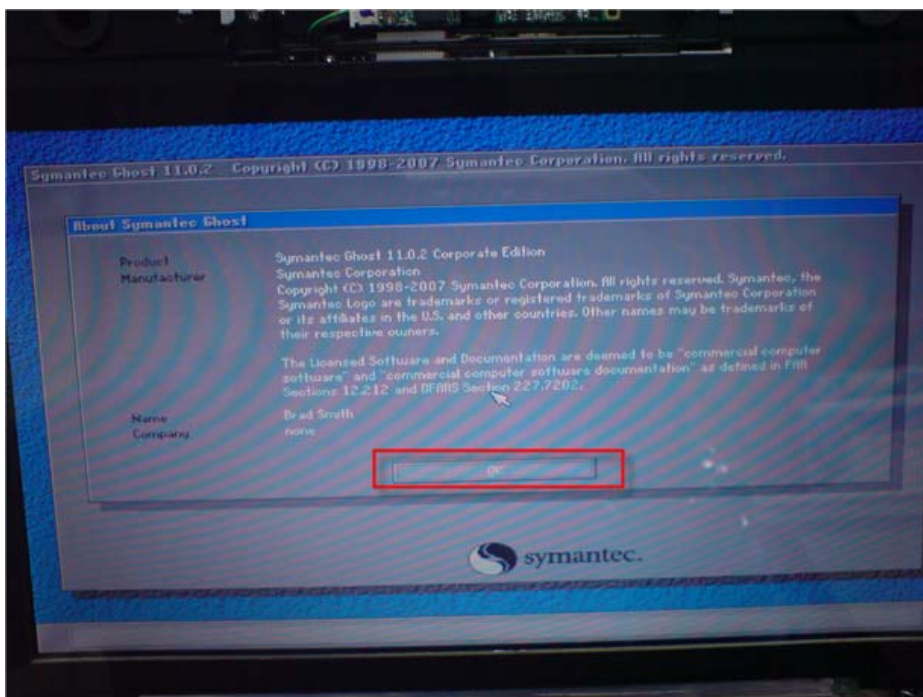 Symantec Ghost 11.0.2   Copyright (C) 1998-2007 Symantec Corporation. All rights reserved.
About Symantec Ghost
Product Symantec Ghost 11.0.2 Corporate Edition
Manufacturer Symantec Corporation
Copyright (C) 1998-2007 Symantec Corporation. All rights reserved. Symantec, the
Symantec Logo are trademarks or registered trademarks of Symantec Corporation
or its affiliates in the U.S. and other countries. Other names may be trademarks of
their respective owners.
The Licensed Software and Documentation are deemed to be "commercial computer
software" and "commercial computer software documentation" as defined in FAR
Sections 12.212 and DFARS Section 227.7202.
Name Brad Smith
Company none
OK
symantec.